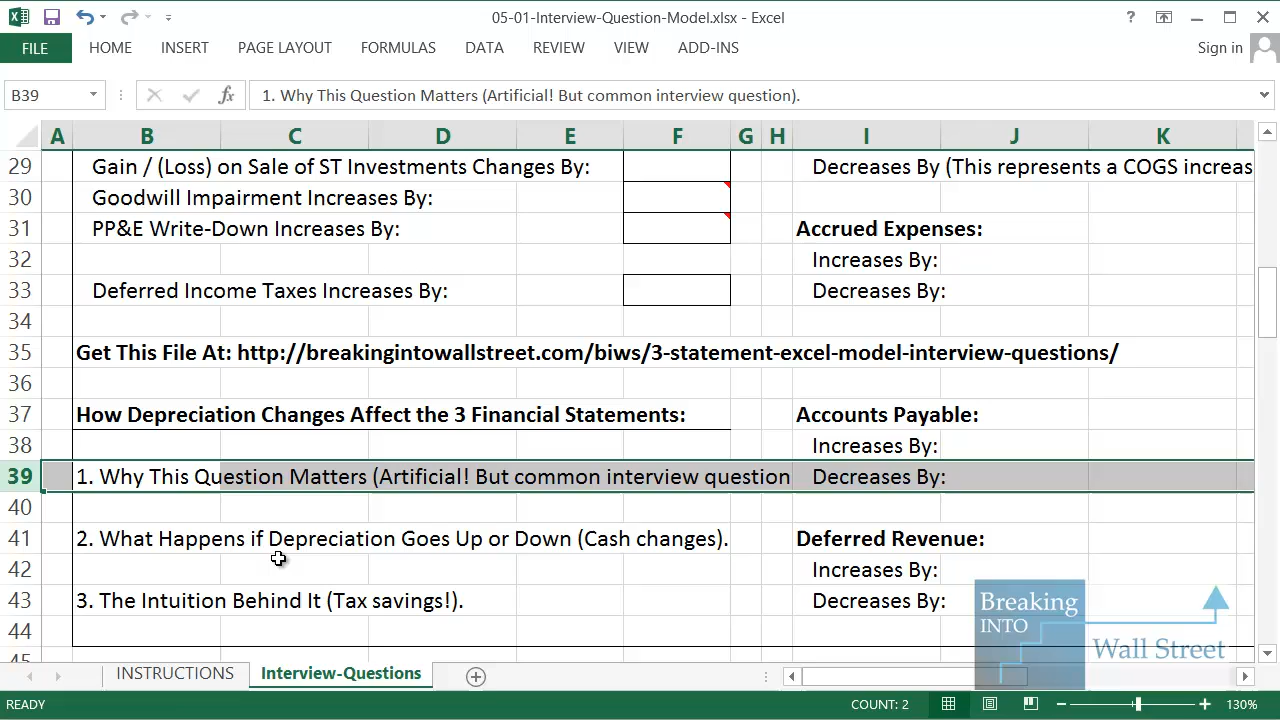 05-01-Interview-Question-Model.xlsx - Excel
FILE HOME INSERT PAGE LAYOUT FORMULAS DATA REVIEW VIEW ADD-INS Sign in
B39 fx 1. Why This Question Matters (Artificial! But common interview question).
A B C D E F G H I J K
29 Gain / (Loss) on Sale of ST Investments Changes By: Decreases By (This represents a COGS increas
30 Goodwill Impairment Increases By:
31 PP&E Write-Down Increases By: Accrued Expenses:
32 Increases By:
33 Deferred Income Taxes Increases By: Decreases By:
34
35 Get This File At: http://breakingintowallstreet.com/biws/3-statement-excel-model-interview-questions/
36
37 How Depreciation Changes Affect the 3 Financial Statements: Accounts Payable:
38 Increases By:
39 1. Why This Question Matters (Artificial! But common interview question Decreases By:
40
41 2. What Happens if Depreciation Goes Up or Down (Cash changes). Deferred Revenue:
42 Increases By:
43 3. The Intuition Behind It (Tax savings!). Decreases By:
44
45
Breaking
INTO
Wall Street
INSTRUCTIONS Interview-Questions
READY COUNT: 2 130%